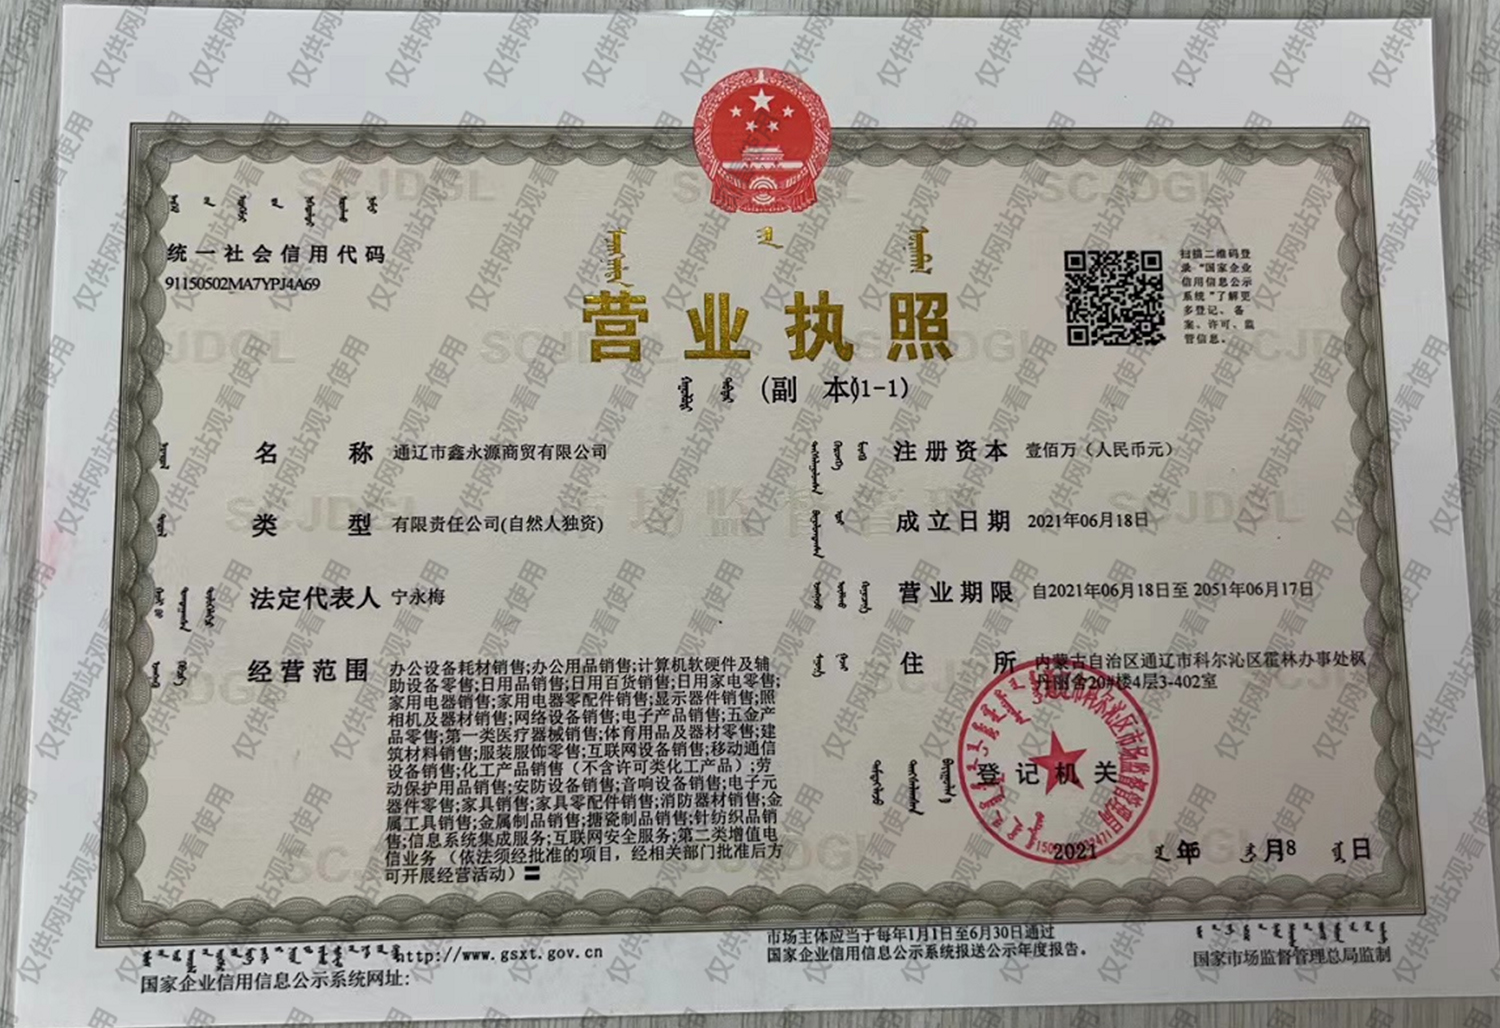 统一社会信用代码
91150502MA7YPJ4A69
营业执照
(副 本)(1-1)
扫描二维码登
录“国家企业
信用信息公示
系统”了解更
多登记、备
案、许可、监
管信息。
名称 通辽市鑫永源商贸有限公司
类型 有限责任公司(自然人独资)
法定代表人 宁永梅
经营范围 办公设备耗材销售;办公用品销售;计算机软硬件及辅
助设备零售;日用品销售;日用百货销售;日用家电零售;
家用电器销售;家用电器零配件销售;显示器件销售;照
相机及器材销售;网络设备销售;电子产品销售;五金产
品零售;第一类医疗器械销售;体育用品及器材零售;建
筑材料销售;服装服饰零售;互联网设备销售;移动通信
设备销售;化工产品销售（不含许可类化工产品）;劳
动保护用品销售;安防设备销售;音响设备销售;电子元
器件零售;家具销售;家具零配件销售;消防器材销售;金
属工具销售;金属制品销售;搪瓷制品销售;针纺织品销
售;信息系统集成服务;互联网安全服务;第二类增值电
信业务（依法须经批准的项目，经相关部门批准后方
可开展经营活动）
注册资本 壹佰万（人民币元）
成立日期 2021年06月18日
营业期限 自2021年06月18日至 2051年06月17日
住所 内蒙古自治区通辽市科尔沁区霍林办事处枫
丹丽舍20#楼4层3-402室
登记机关
2021 年 月8 日
http://www.gsxt.gov.cn
国家企业信用信息公示系统网址:
市场主体应当于每年1月1日至6月30日通过
国家企业信用信息公示系统报送公示年度报告。
国家市场监督管理总局监制
仅供网站观看使用
SCJDGL